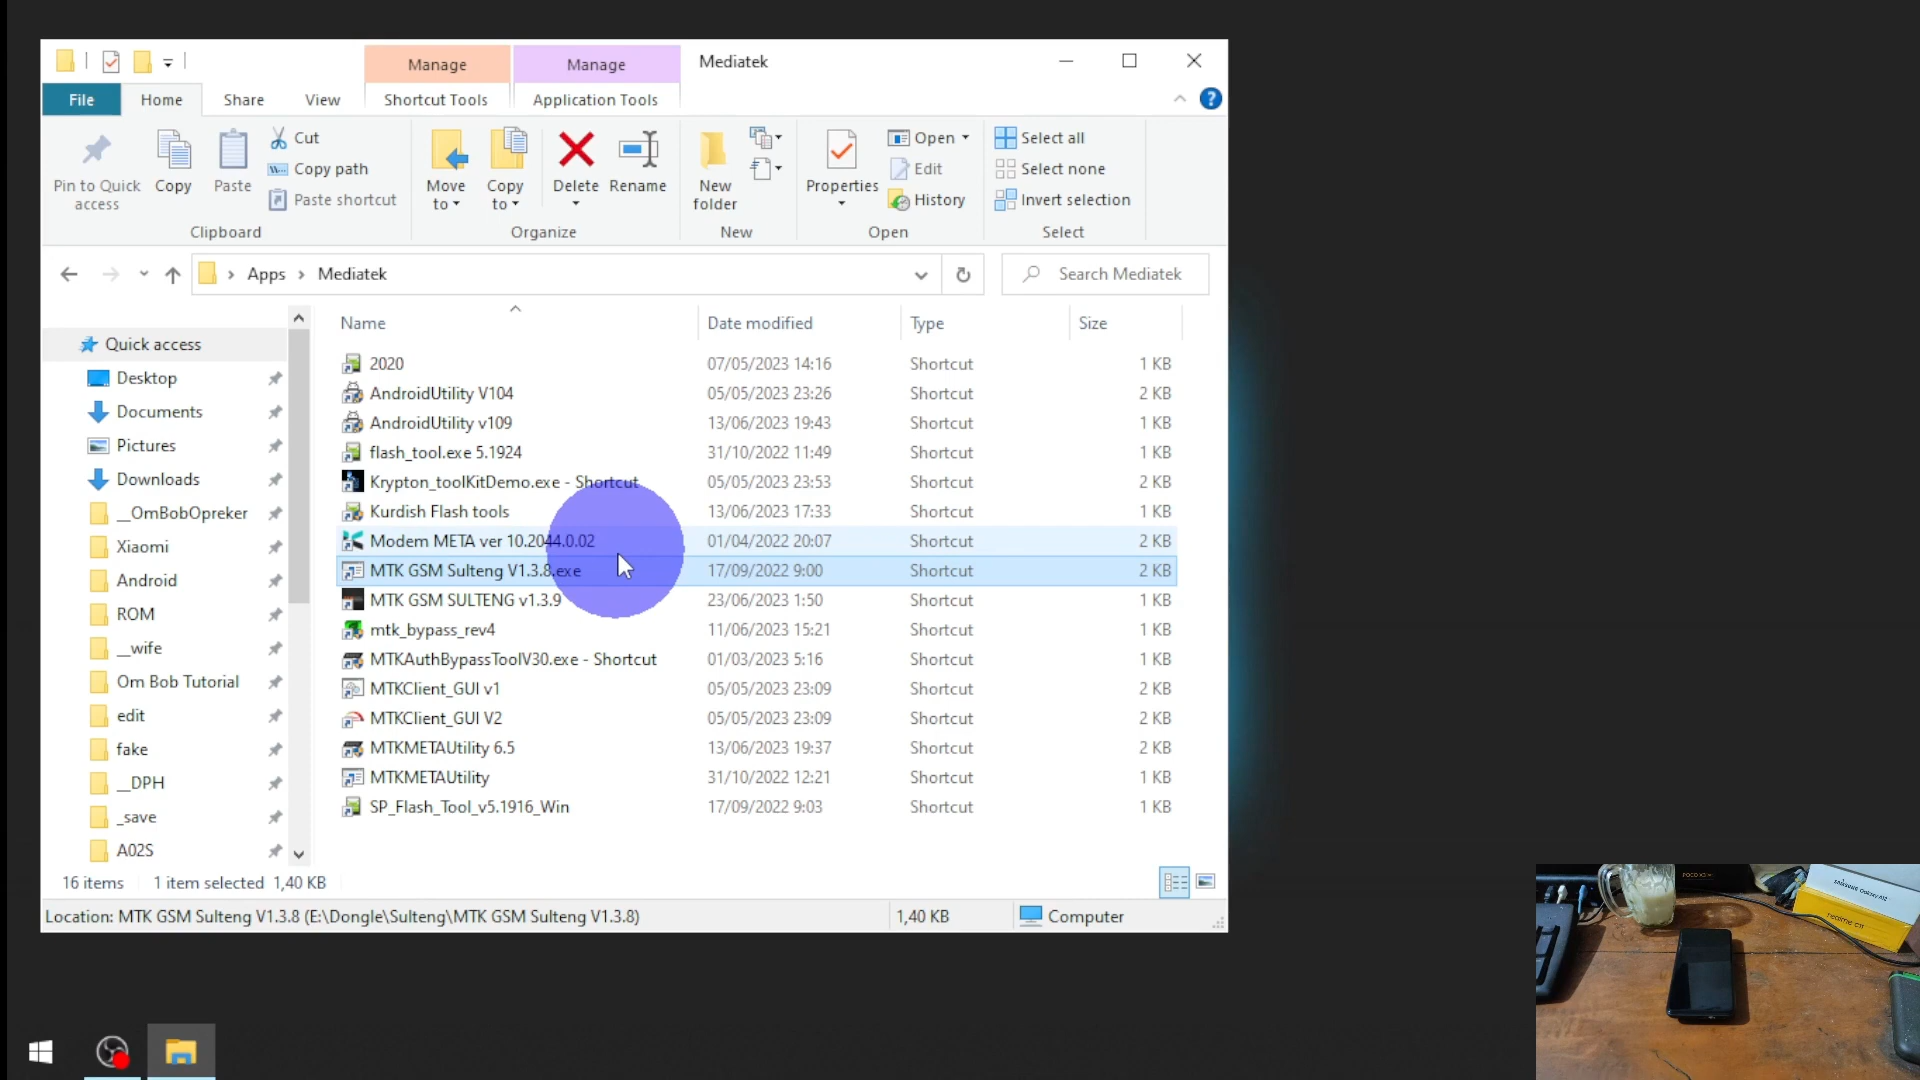 Manage
Manage
Mediatek
File
Home
Share
View
Shortcut Tools
Application Tools
Pin to Quick access
Copy
Paste
Cut
Copy path
Paste shortcut
Clipboard
Move to
Copy to
Delete
Rename
Organize
New folder
New
Properties
Open
Edit
History
Open
Select all
Select none
Invert selection
Select
Apps › Mediatek
Search Mediatek
Quick access
Desktop
Documents
Pictures
Downloads
__OmBobOpreker
Xiaomi
Android
ROM
__wife
Om Bob Tutorial
edit
fake
__DPH
_save
A02S
Name Date modified Type Size
2020 07/05/2023 14:16 Shortcut 1 KB
AndroidUtility V104 05/05/2023 23:26 Shortcut 2 KB
AndroidUtility v109 13/06/2023 19:43 Shortcut 1 KB
flash_tool.exe 5.1924 31/10/2022 11:49 Shortcut 1 KB
Krypton_toolKitDemo.exe - Shortcut 05/05/2023 23:53 Shortcut 2 KB
Kurdish Flash tools 13/06/2023 17:33 Shortcut 1 KB
Modem META ver 10.2044.0.02 01/04/2022 20:07 Shortcut 2 KB
MTK GSM Sulteng V1.3.8.exe 17/09/2022 9:00 Shortcut 2 KB
MTK GSM SULTENG v1.3.9 23/06/2023 1:50 Shortcut 1 KB
mtk_bypass_rev4 11/06/2023 15:21 Shortcut 1 KB
MTKAuthBypassToolV30.exe - Shortcut 01/03/2023 5:16 Shortcut 1 KB
MTKClient_GUI v1 05/05/2023 23:09 Shortcut 2 KB
MTKClient_GUI V2 05/05/2023 23:09 Shortcut 2 KB
MTKMETAUtility 6.5 13/06/2023 19:37 Shortcut 2 KB
MTKMETAUtility 31/10/2022 12:21 Shortcut 1 KB
SP_Flash_Tool_v5.1916_Win 17/09/2022 9:03 Shortcut 1 KB
16 items 1 item selected 1,40 KB
Location: MTK GSM Sulteng V1.3.8 (E:\Dongle\Sulteng\MTK GSM Sulteng V1.3.8) 1,40 KB Computer
realme C11